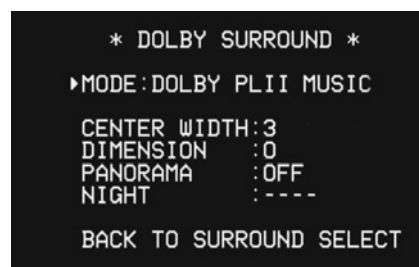 * DOLBY SURROUND *
▸MODE:DOLBY PLII MUSIC
CENTER WIDTH:3
DIMENSION :0
PANORAMA :OFF
NIGHT :----
BACK TO SURROUND SELECT